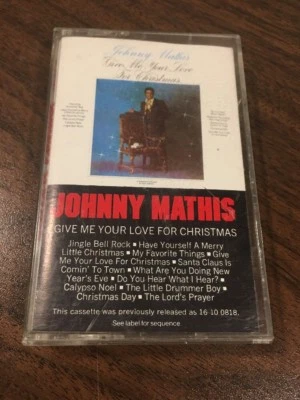 Johnny Mathis
Give Me Your Love
For Christmas
JOHNNY MATHIS
GIVE ME YOUR LOVE FOR CHRISTMAS
Jingle Bell Rock ■ Have Yourself A Merry
Little Christmas ■ My Favorite Things ■ Give
Me Your Love For Christmas ■ Santa Claus Is
Comin' To Town ■ What Are You Doing New
Year's Eve ■ Do You Hear What I Hear? ■
Calypso Noel ■ The Little Drummer Boy ■
Christmas Day ■ The Lord's Prayer
This cassette was previously released as 16 10 0818.
See label for sequence.